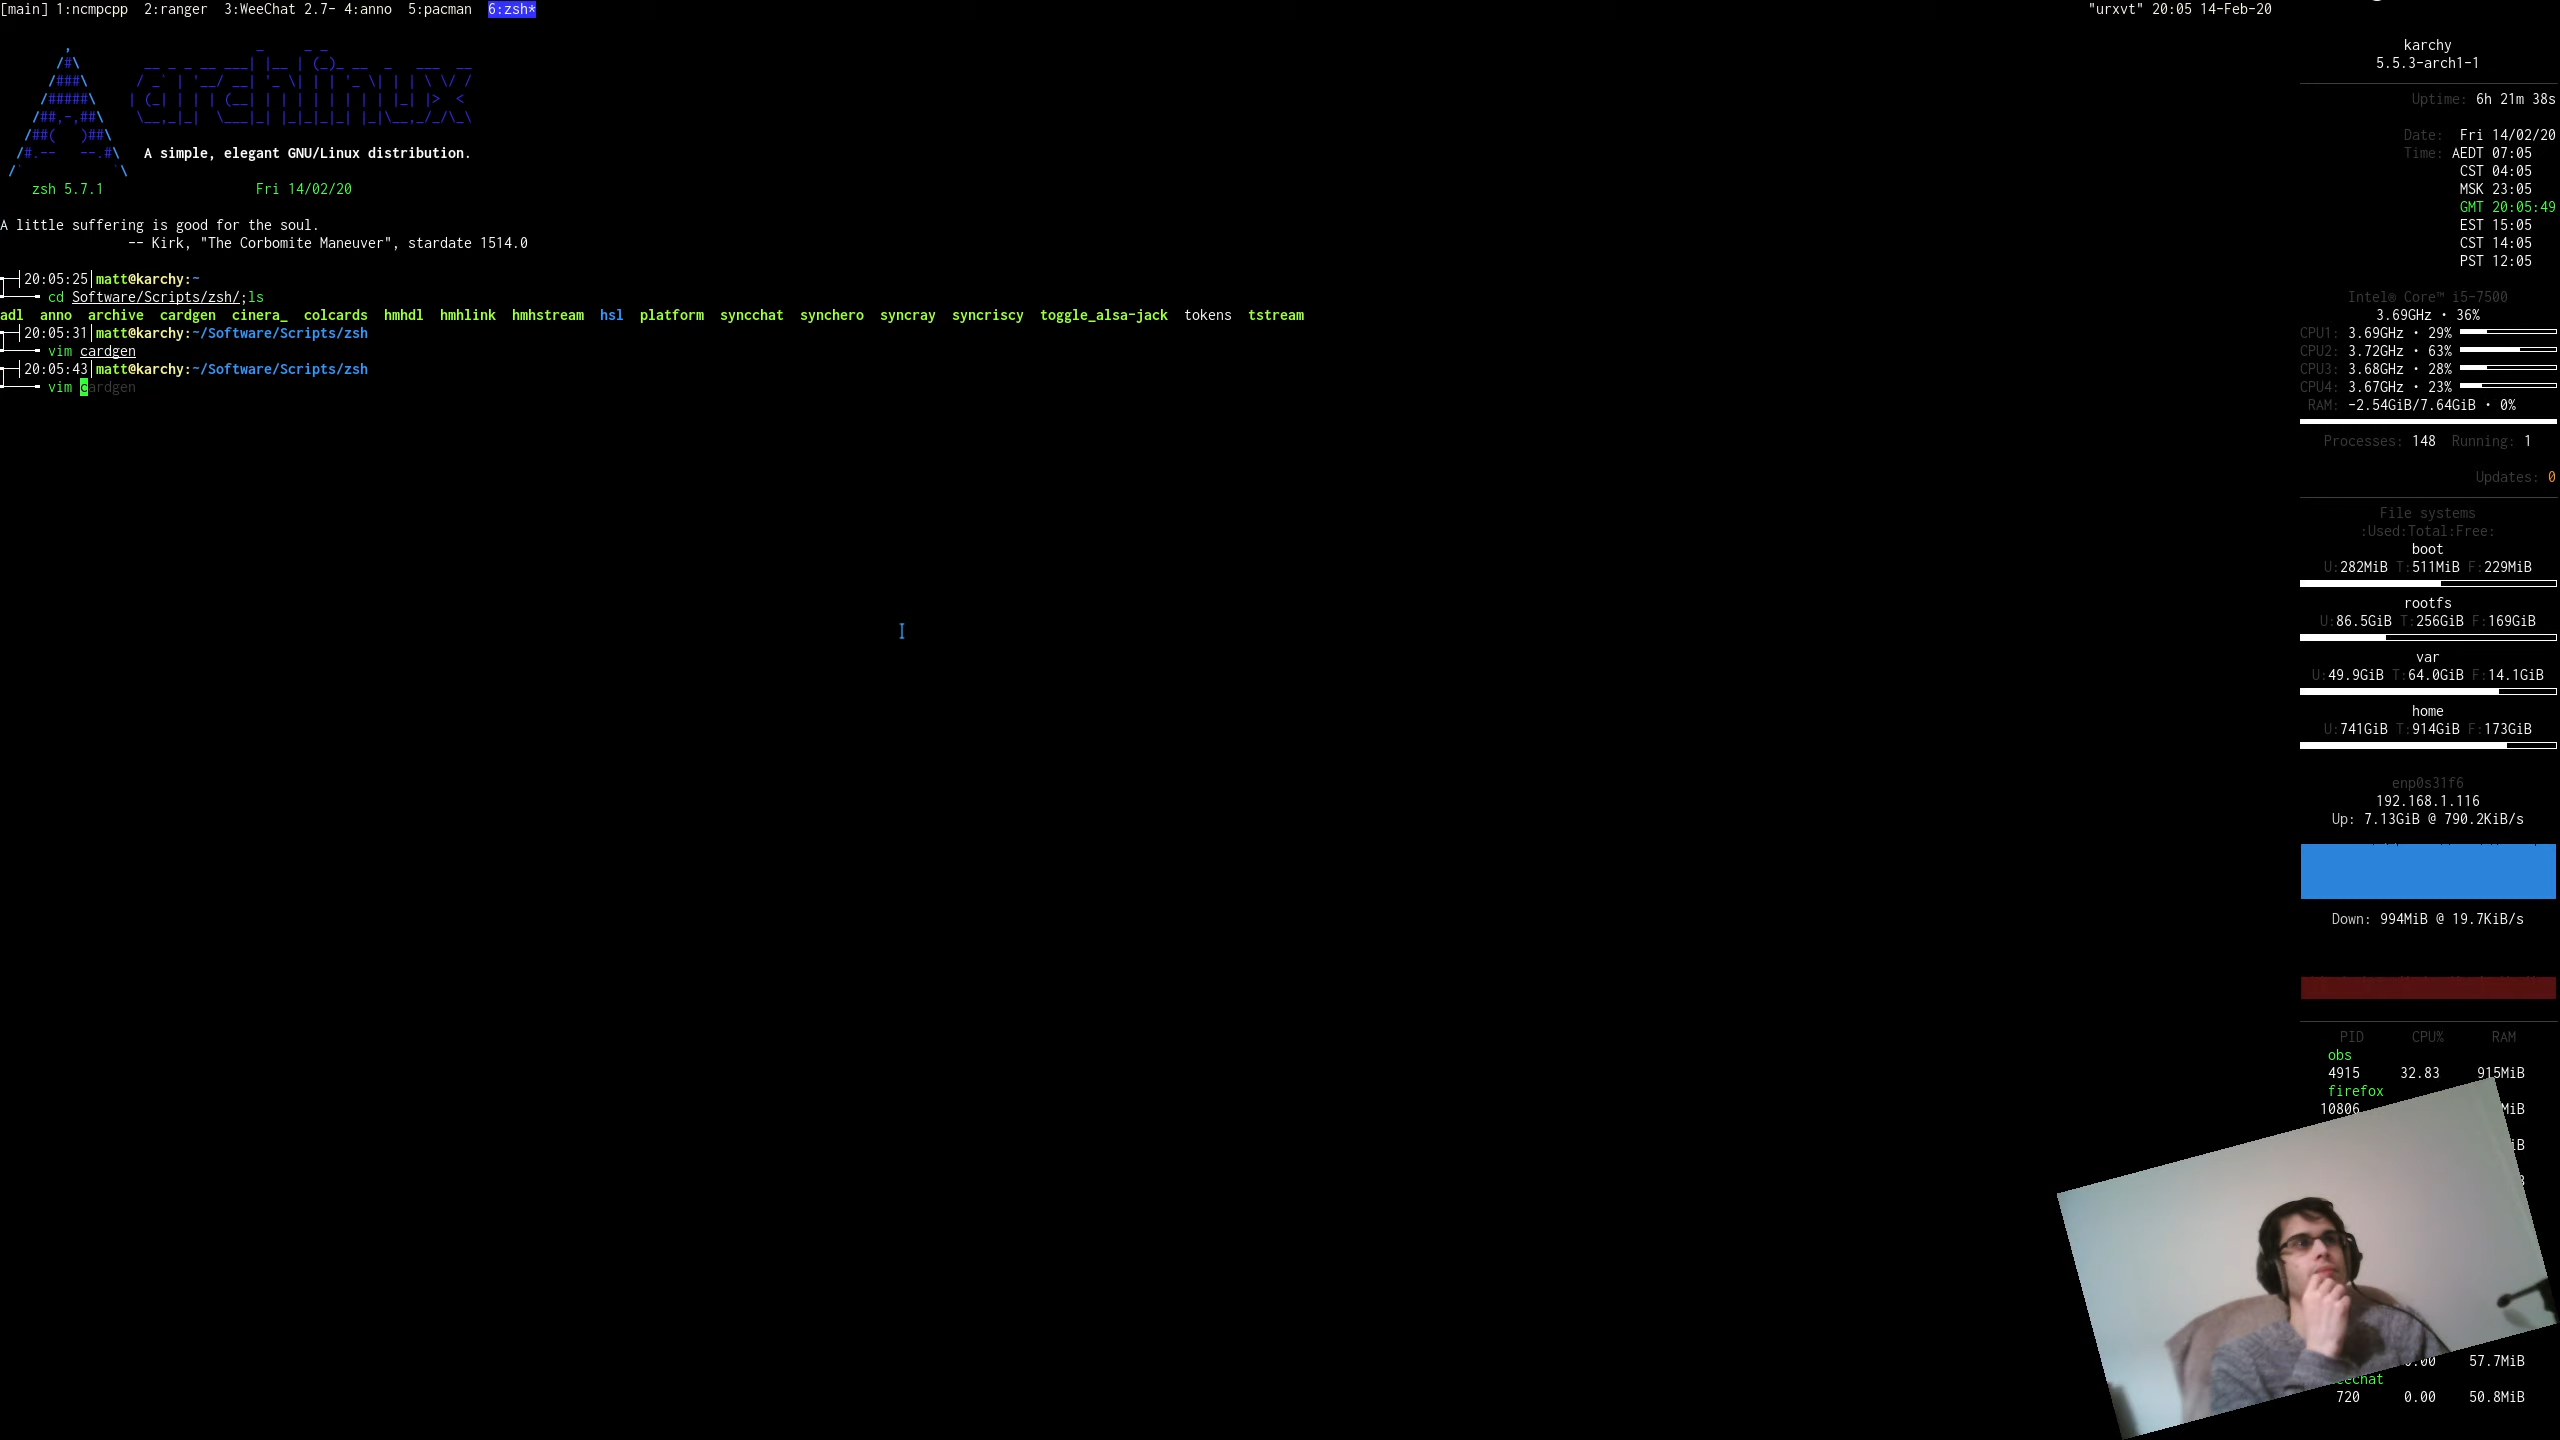 [main] 1:ncmpcpp  2:ranger  3:WeeChat 2.7- 4:anno  5:pacman  6:zsh*
"urxvt" 20:05 14-Feb-20
A simple, elegant GNU/Linux distribution.
zsh 5.7.1 Fri 14/02/20
A little suffering is good for the soul.
-- Kirk, "The Corbomite Maneuver", stardate 1514.0
20:05:25 matt@karchy:~
cd Software/Scripts/zsh/;ls
adl  anno  archive  cardgen  cinera_  colcards  hmhdl  hmhlink  hmhstream  hsl  platform  syncchat  synchero  syncray  syncriscy  toggle_alsa-jack  tokens  tstream
20:05:31 matt@karchy:~/Software/Scripts/zsh
vim cardgen
20:05:43 matt@karchy:~/Software/Scripts/zsh
vim cardgen
karchy
5.5.3-arch1-1
Uptime: 6h 21m 38s
Date: Fri 14/02/20
Time: AEDT 07:05
CST 04:05
MSK 23:05
GMT 20:05:49
EST 15:05
CST 14:05
PST 12:05
Intel® Core™ i5-7500
3.69GHz · 36%
CPU1: 3.69GHz · 29%
CPU2: 3.72GHz · 63%
CPU3: 3.68GHz · 28%
CPU4: 3.67GHz · 23%
RAM: -2.54GiB/7.64GiB · 0%
Processes: 148 Running: 1
Updates: 0
File systems
:Used:Total:Free:
boot
U:282MiB T:511MiB F:229MiB
rootfs
U:86.5GiB T:256GiB F:169GiB
var
U:49.9GiB T:64.0GiB F:14.1GiB
home
U:741GiB T:914GiB F:173GiB
enp0s31f6
192.168.1.116
Up: 7.13GiB @ 790.2KiB/s
Down: 994MiB @ 19.7KiB/s
PID CPU% RAM
obs
4915 32.83 915MiB
firefox
10806 MiB
iB
57.7MiB
720 0.00 50.8MiB